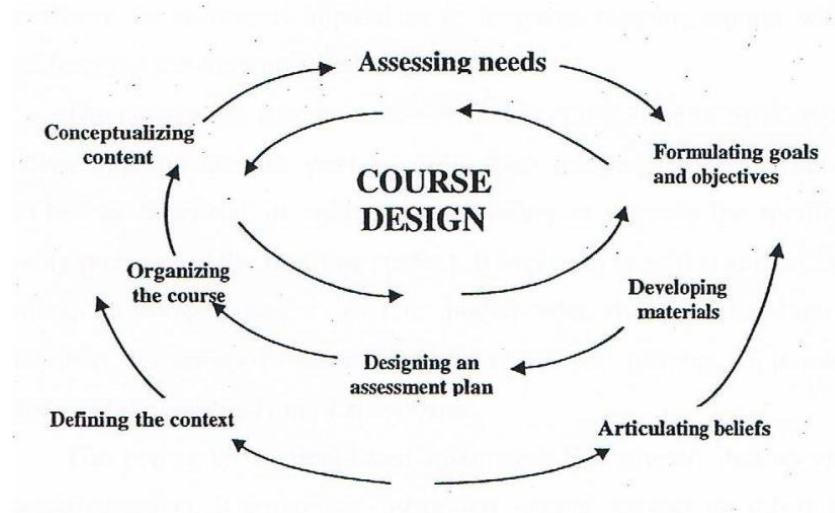 Assessing needs
Conceptualizing
content
Formulating goals
and objectives
COURSE
DESIGN
Organizing
the course
Developing
materials
Designing an
assessment plan
Defining the context
Articulating beliefs